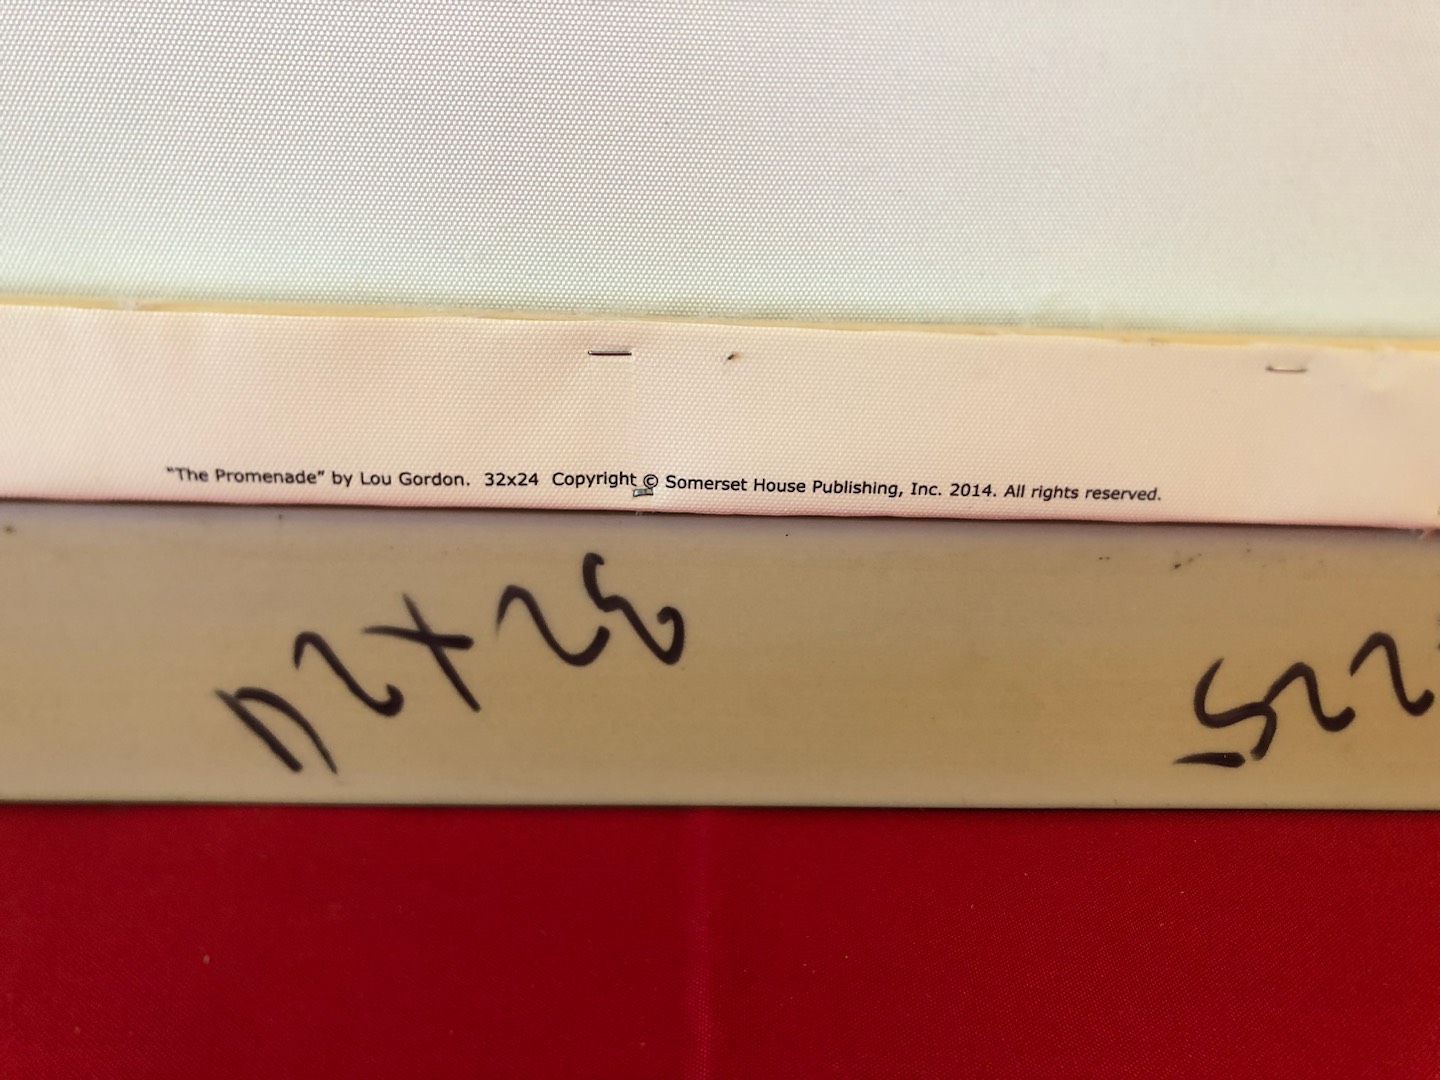 "The Promenade" by Lou Gordon. 32x24 Copyright © Somerset House Publishing, Inc. 2014. All rights reserved.
32x24